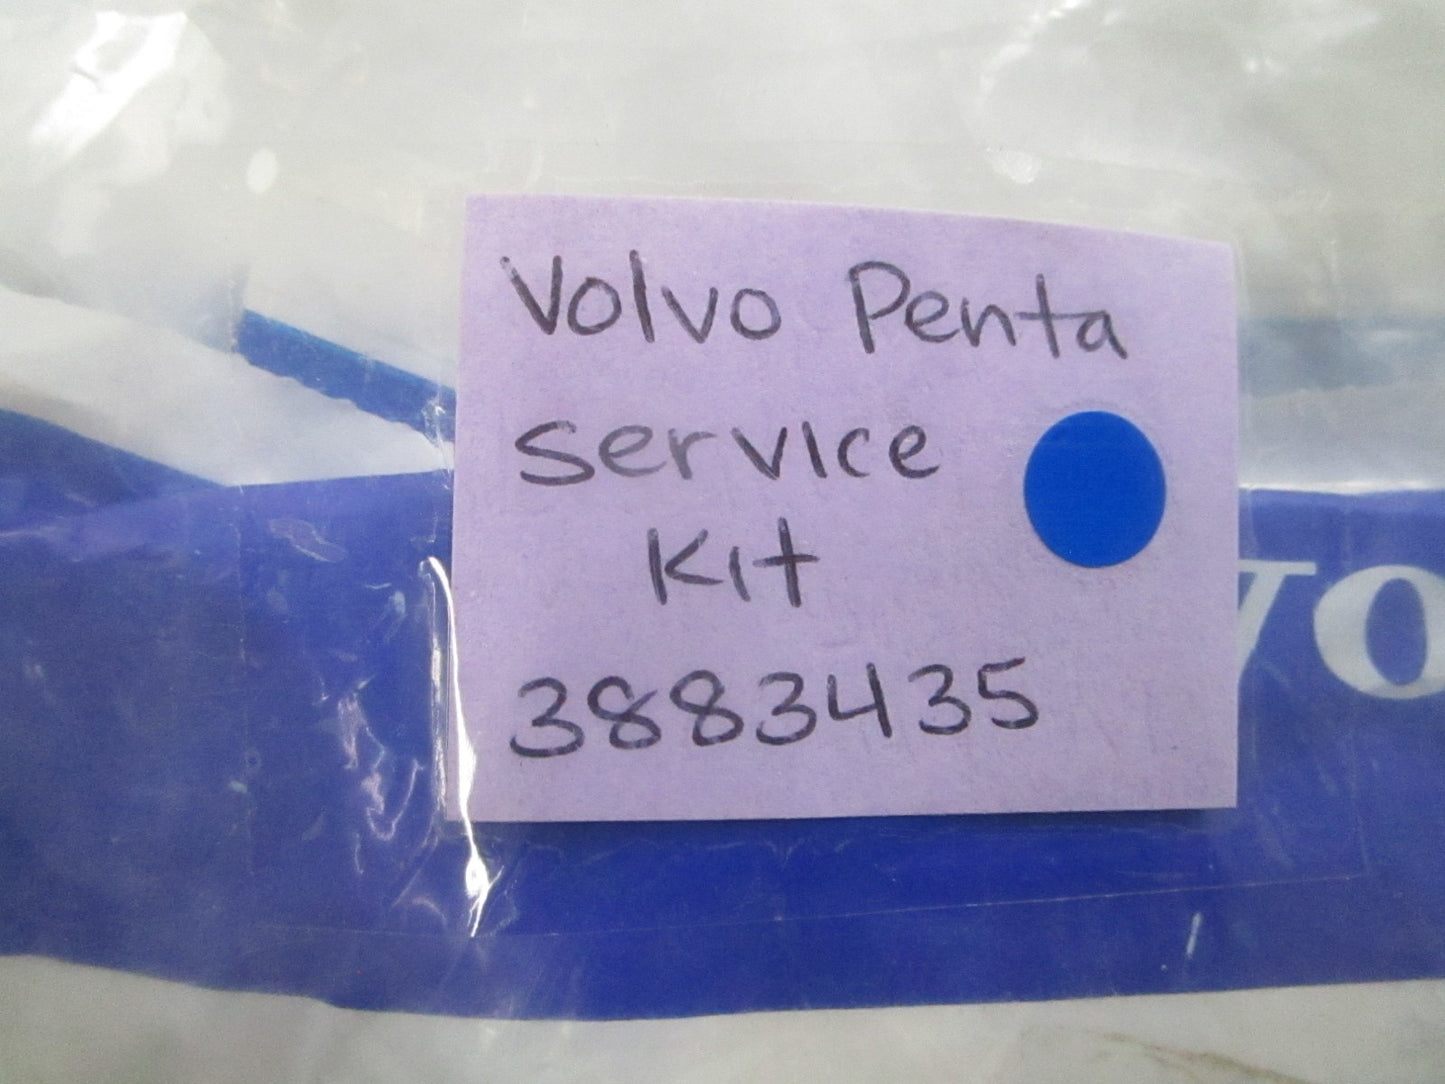 Volvo Penta
Service
Kit
3883435
VO